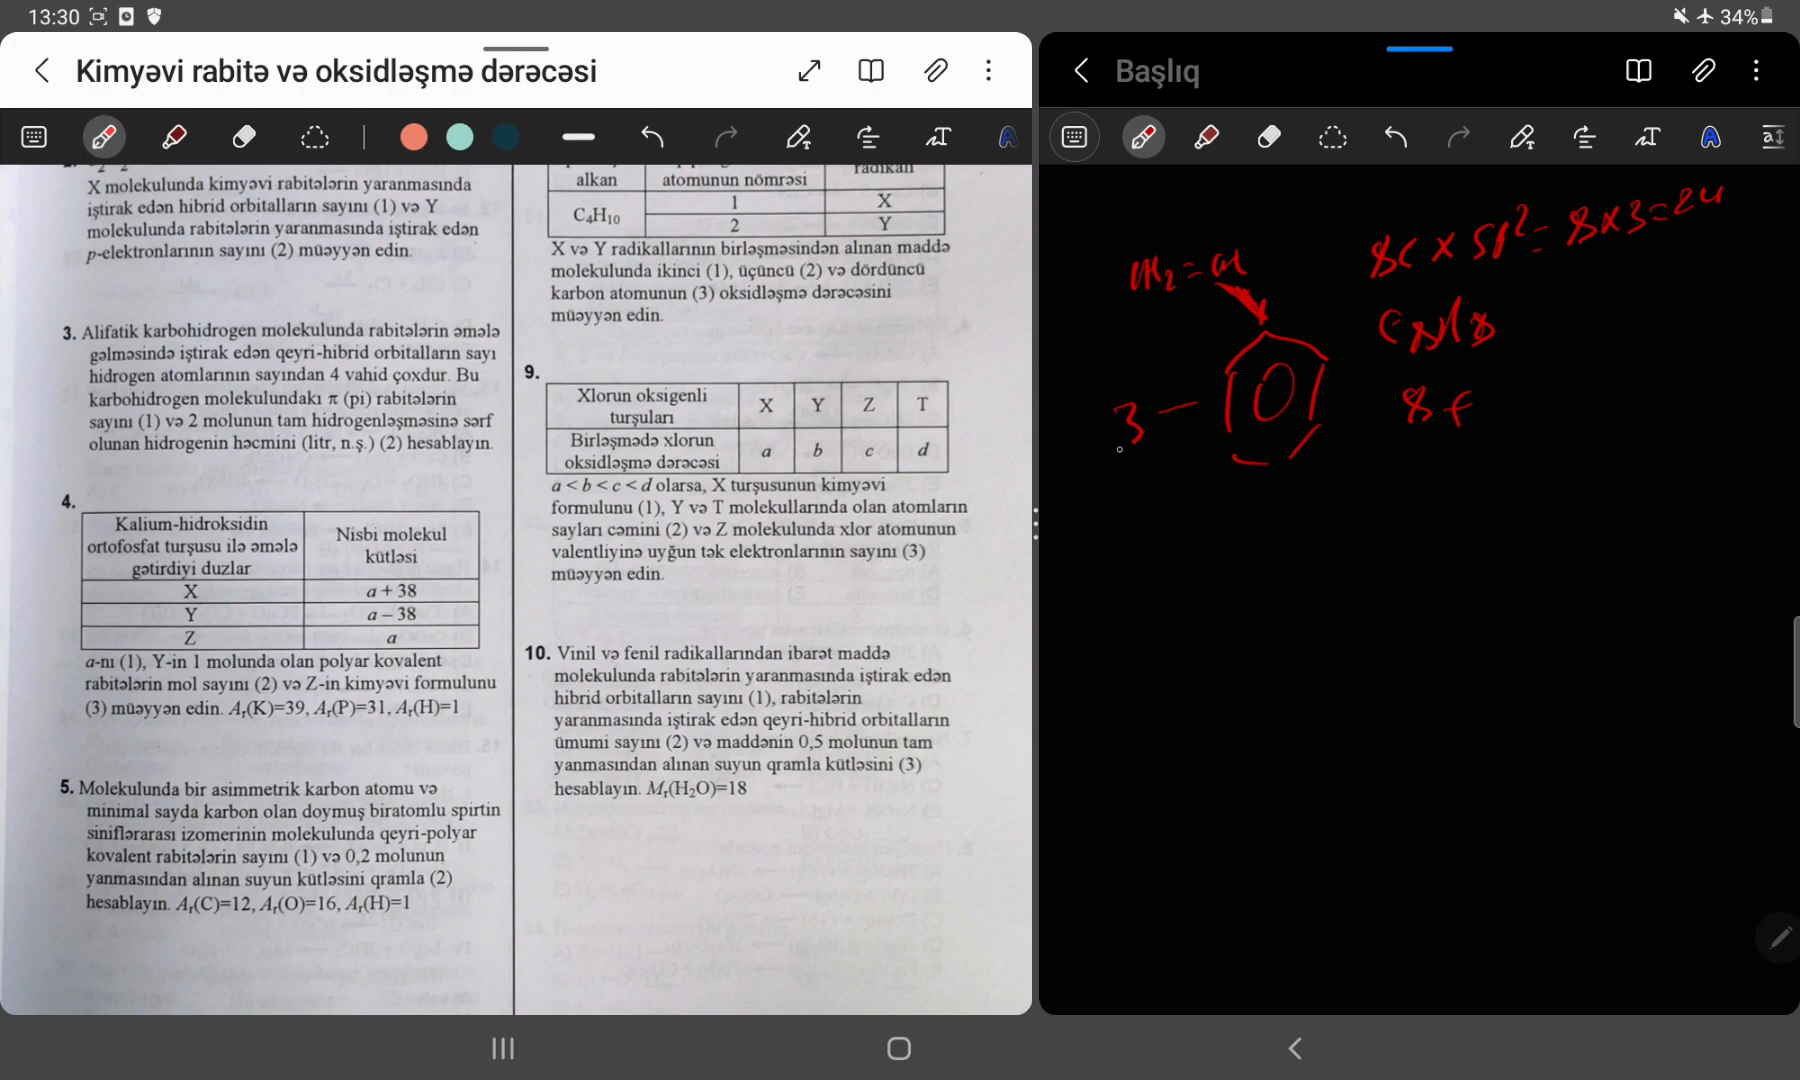 13:30
34%
Kimyəvi rabitə və oksidləşmə dərəcəsi
Başlıq
X molekulunda kimyəvi rabitələrin yaranmasında
iştirak edən hibrid orbitalların sayını (1) və Y
molekulunda rabitələrin yaranmasında iştirak edən
p-elektronlarının sayını (2) müəyyən edin.
3. Alifatik karbohidrogen molekulunda rabitələrin əmələ
gəlməsində iştirak edən qeyri-hibrid orbitalların sayı
hidrogen atomlarının sayından 4 vahid çoxdur. Bu
karbohidrogen molekulundakı π (pi) rabitələrin
sayını (1) və 2 molunun tam hidrogenləşməsinə sərf
olunan hidrogenin həcmini (litr, n.ş.) (2) hesablayın.
4.
Kalium-hidroksidin
ortofosfat turşusu ilə əmələ
gətirdiyi duzlar
Nisbi molekul
kütləsi
X a + 38
Y a – 38
Z a
a-nı (1), Y-in 1 molunda olan polyar kovalent
rabitələrin mol sayını (2) və Z-in kimyəvi formulunu
(3) müəyyən edin. Aᵣ(K)=39, Aᵣ(P)=31, Aᵣ(H)=1
5. Molekulunda bir asimmetrik karbon atomu və
minimal sayda karbon olan doymuş biratomlu spirtin
siniflərarası izomerinin molekulunda qeyri-polyar
kovalent rabitələrin sayını (1) və 0,2 molunun
yanmasından alınan suyun kütləsini qramla (2)
hesablayın. Aᵣ(C)=12, Aᵣ(O)=16, Aᵣ(H)=1
alkan atomunun nömrəsi radikalı
C₄H₁₀ 1 X
2 Y
X və Y radikallarının birləşməsindən alınan maddə
molekulunda ikinci (1), üçüncü (2) və dördüncü
karbon atomunun (3) oksidləşmə dərəcəsini
müəyyən edin.
9.
Xlorun oksigenli
turşuları
X Y Z T
Birləşmədə xlorun
oksidləşmə dərəcəsi
a b c d
a < b < c < d olarsa, X turşusunun kimyəvi
formulunu (1), Y və T molekullarında olan atomların
sayları cəmini (2) və Z molekulunda xlor atomunun
valentliyinə uyğun tək elektronlarının sayını (3)
müəyyən edin.
10. Vinil və fenil radikallarından ibarət maddə
molekulunda rabitələrin yaranmasında iştirak edən
hibrid orbitalların sayını (1), rabitələrin
yaranmasında iştirak edən qeyri-hibrid orbitalların
ümumi sayını (2) və maddənin 0,5 molunun tam
yanmasından alınan suyun qramla kütləsini (3)
hesablayın. Mᵣ(H₂O)=18
8C x sp²= 8x3=24
CH₂=CH
C8H8
3 —
8 +